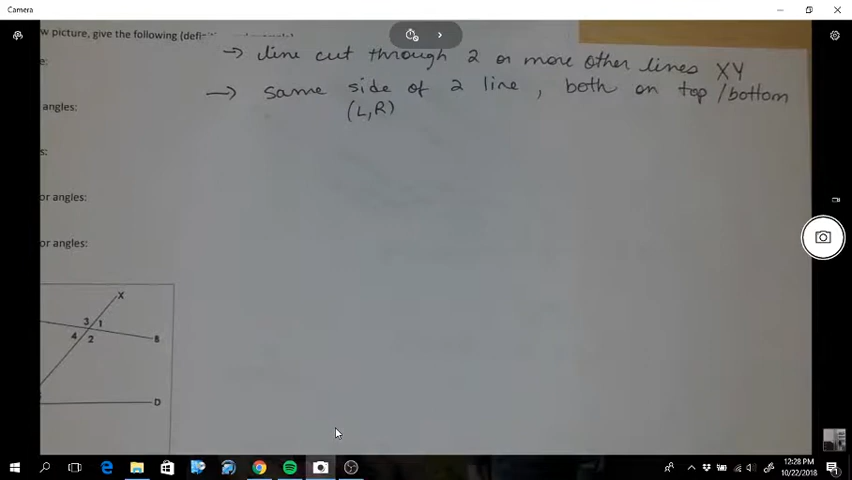 Camera
w picture, give the following
→ line cut through 2 or more other lines XY
e:
→ same side of 2 line, both on top/bottom
angles:
(L,R)
s:
or angles:
or angles:
X
3 1
4 2
B
D
12:28 PM
10/22/2018